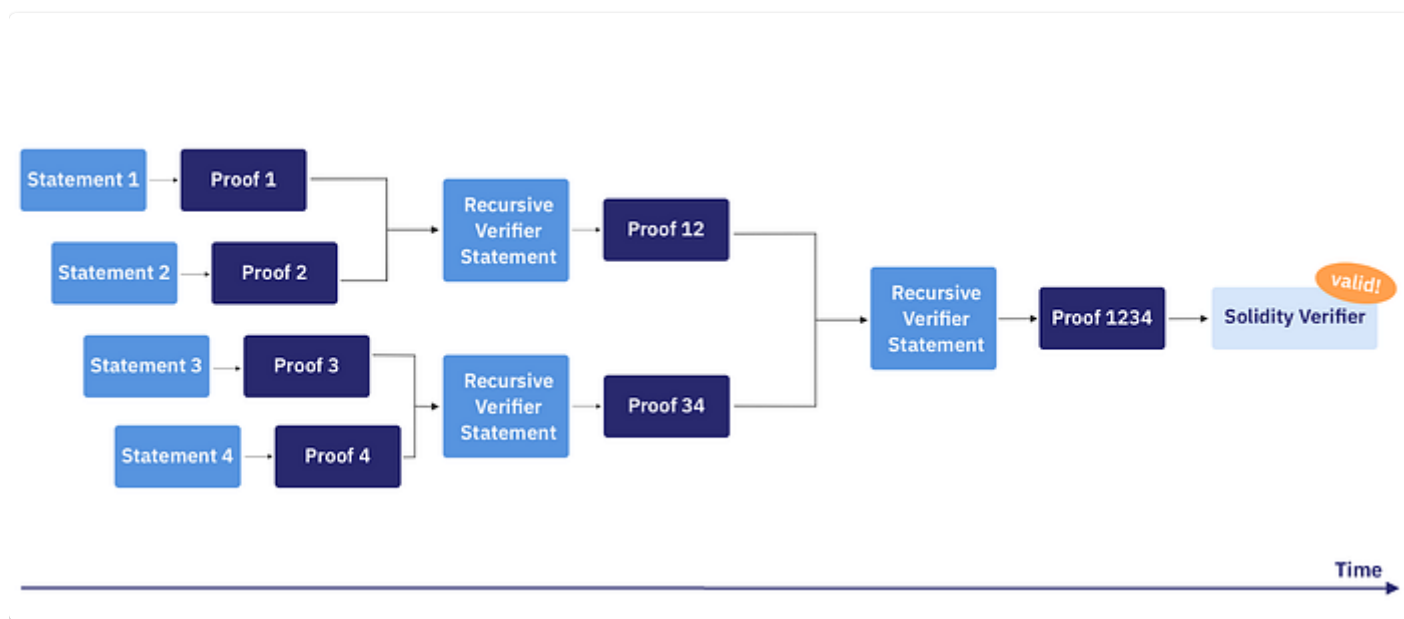 Statement 1
Proof 1
Statement 2
Proof 2
Statement 3
Proof 3
Statement 4
Proof 4
Recursive
Verifier
Statement
Proof 12
Recursive
Verifier
Statement
Proof 34
Recursive
Verifier
Statement
Proof 1234
valid!
Solidity Verifier
Time